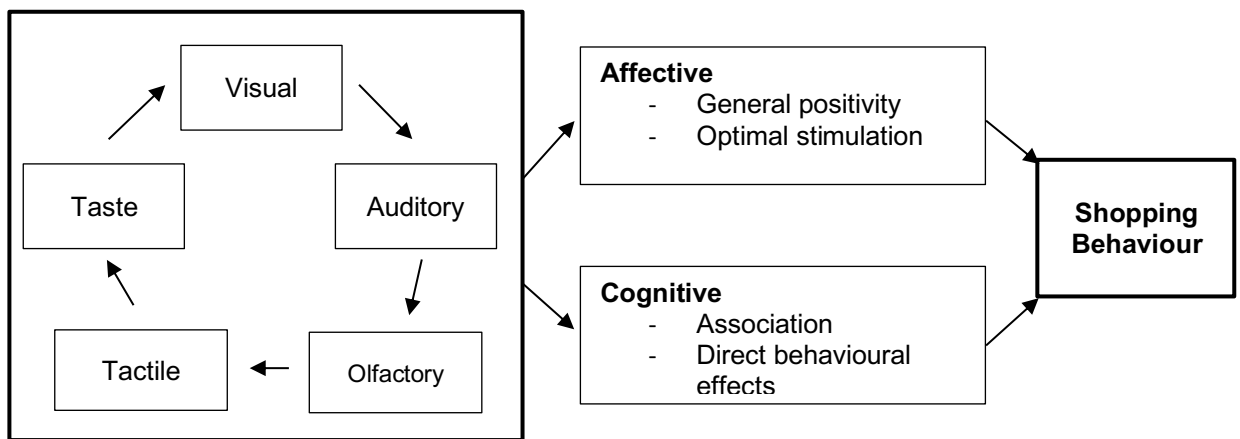 Visual
Taste
Auditory
Tactile
Olfactory
Affective
- General positivity
- Optimal stimulation
Cognitive
- Association
- Direct behavioural
effects
Shopping
Behaviour